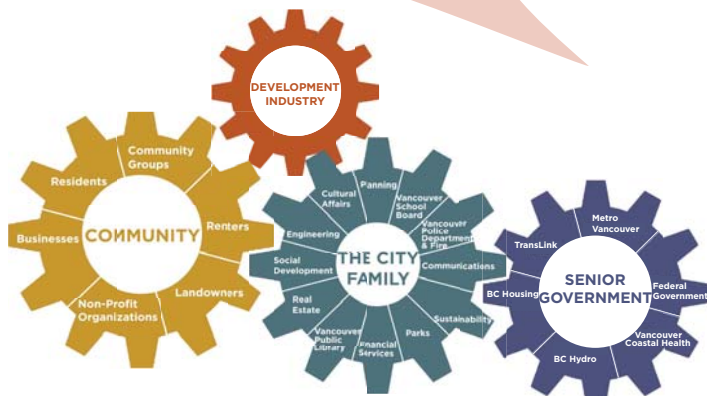 DEVELOPMENT
INDUSTRY
COMMUNITY
Community
Groups
Renters
Landowners
Non-Profit
Organizations
Businesses
Residents
THE CITY
FAMILY
Planning
Vancouver
School
Board
Vancouver
Police
Department
& Fire
Communications
Sustainability
Parks
Financial
Services
Vancouver
Public
Library
Real
Estate
Social
Development
Engineering
Cultural
Affairs
SENIOR
GOVERNMENT
Metro
Vancouver
Federal
Government
Vancouver
Coastal Health
BC Hydro
BC Housing
TransLink